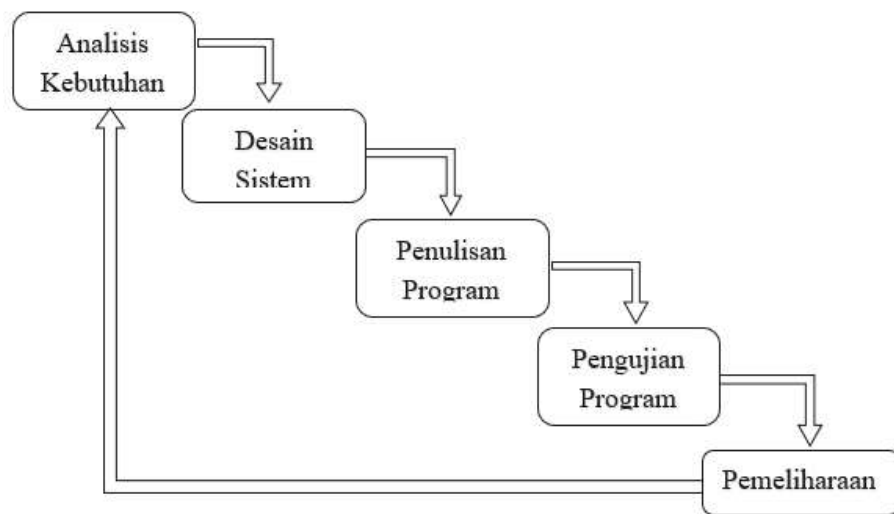 Analisis
Kebutuhan
Desain
Sistem
Penulisan
Program
Pengujian
Program
Pemeliharaan